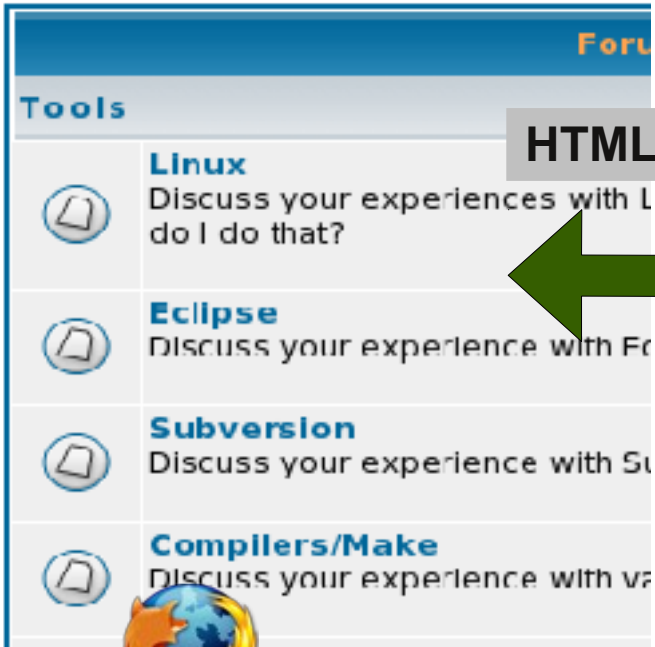 Foru
Tools
HTML
Linux
Discuss your experiences with L
do I do that?
Eclipse
Discuss your experience with Ec
Subversion
Discuss your experience with Su
Compilers/Make
Discuss your experience with va